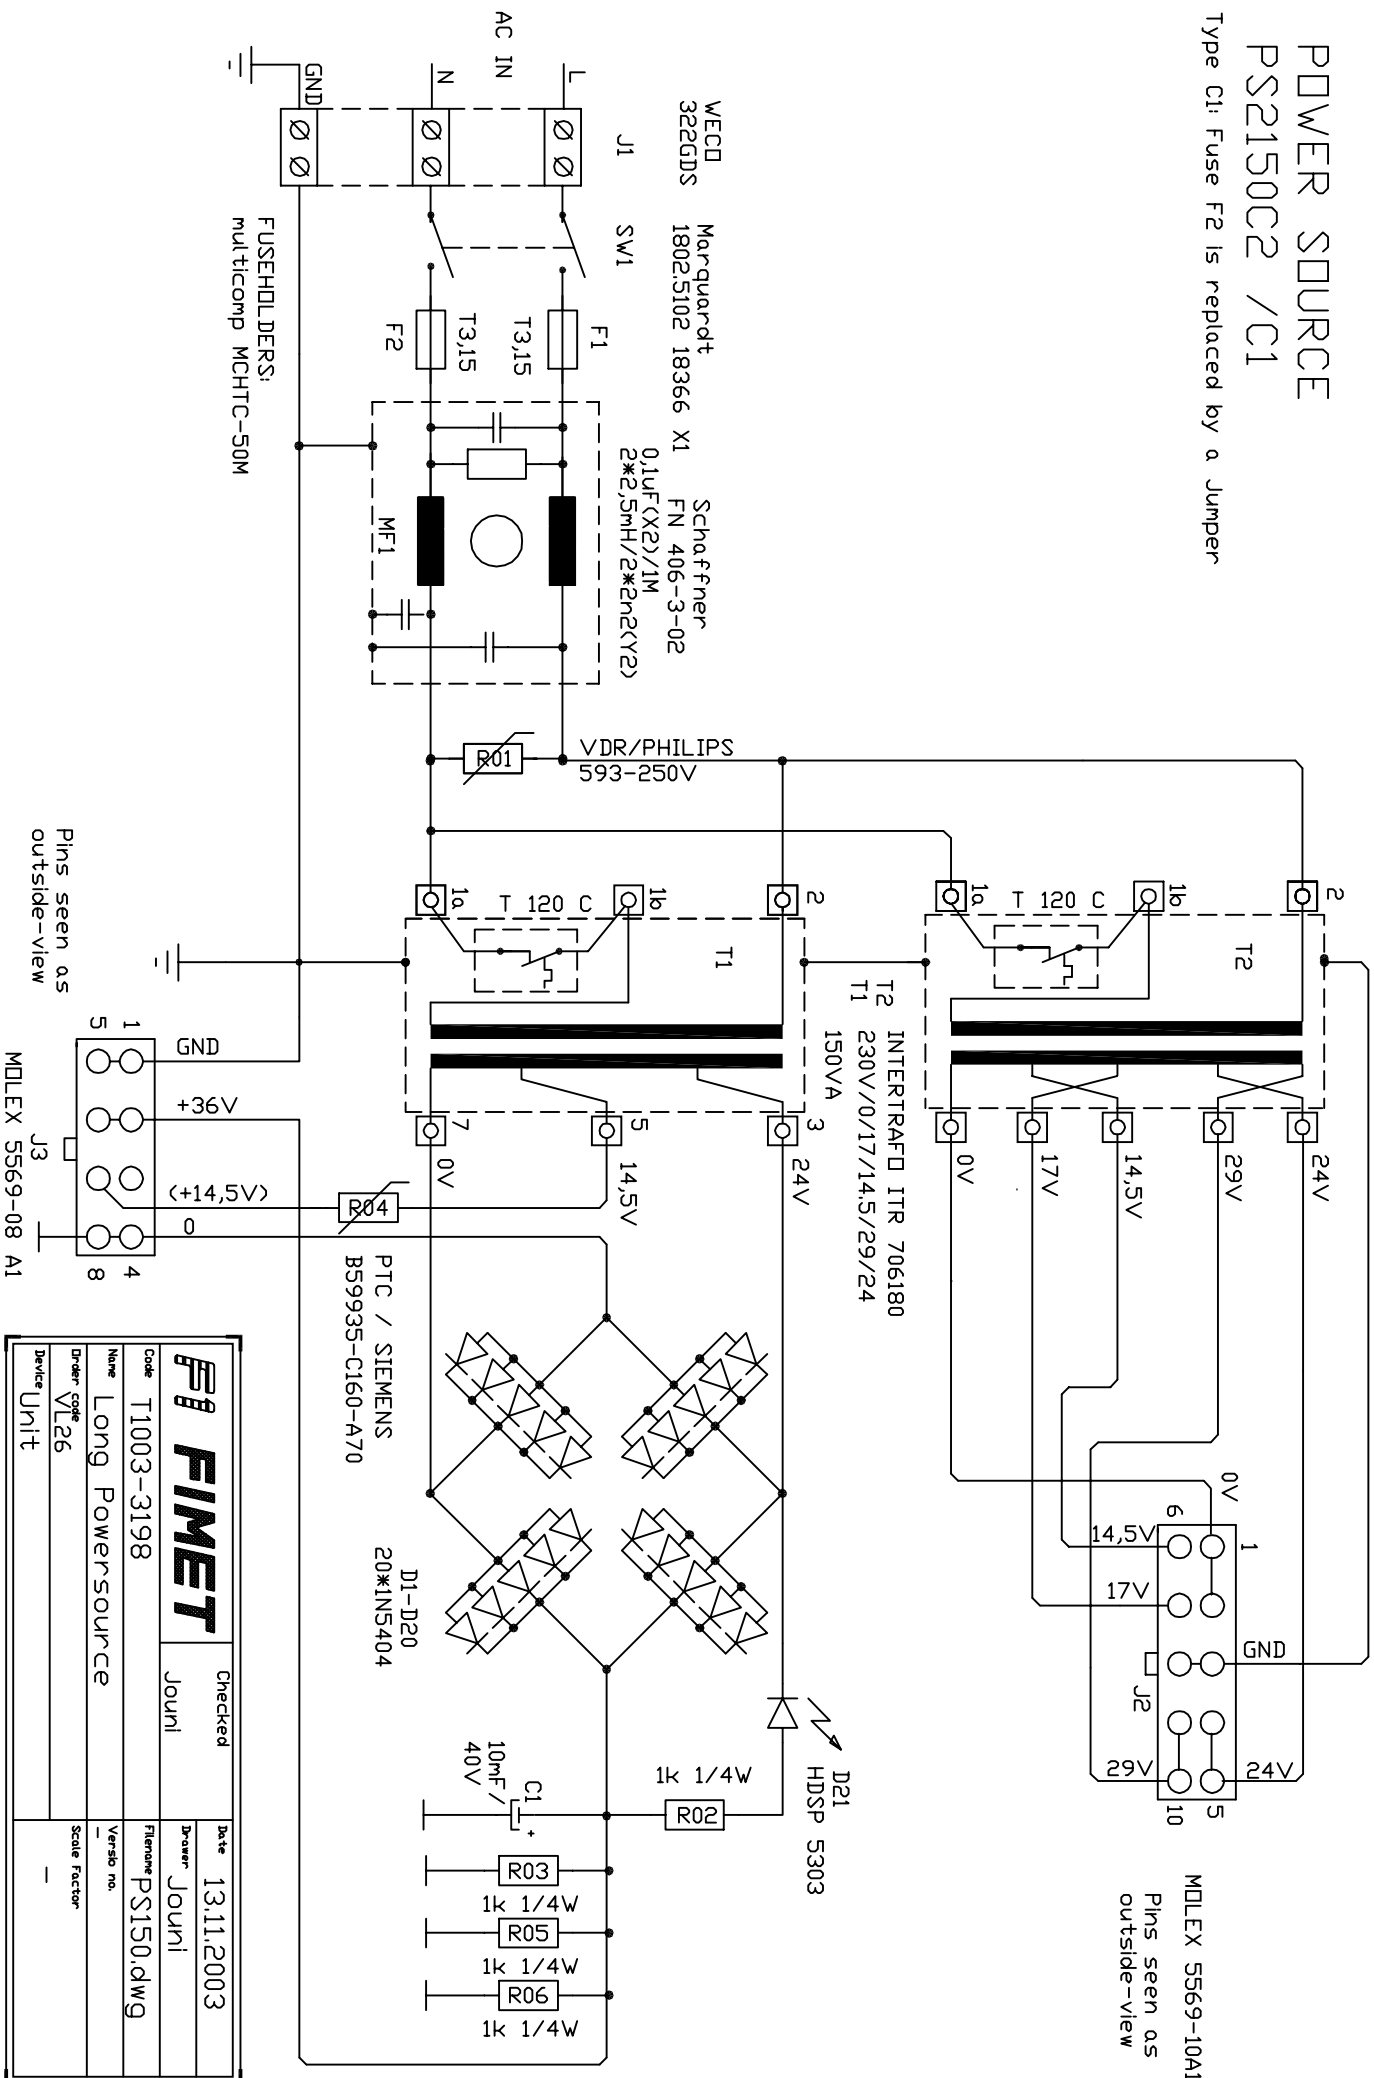 POWER SOURCE
PS2150C2 /C1
Type C1: Fuse F2 is replaced by a Jumper
AC IN
L
N
GND
J1
WECO
322GDS
SW1
Marquardt
1802.5102 18366 X1
F1
T3,15
T3,15
F2
FUSEHOLDERS:
multicomp MCHTC-50M
Schaffner
FN 406-3-02
0,1uF(X2)/1M
2*2,5mH/2*2n2(Y2)
MF1
R01
VDR/PHILIPS
593-250V
2
1b
T 120 C
1a
T2
2
1b
T 120 C
1a
T1
T2 INTERTRAFO ITR 706180
T1 230V/0/17/14.5/29/24
150VA
24V
29V
14,5V
17V
0V
3
24V
5
14,5V
7
0V
Pins seen as
outside-view
1
5
GND
+36V
(+14,5V)
0
J3
4
8
MOLEX 5569-08 A1
R04
PTC / SIEMENS
B59935-C160-A70
D1-D20
20*1N5404
0V
1
6
14,5V
17V
GND
J2
29V
24V
5
10
MOLEX 5569-10A1
Pins seen as
outside-view
D21
HDSP 5303
1k 1/4W
R02
C1
+
10mF/
40V
R03
1k 1/4W
R05
1k 1/4W
R06
1k 1/4W
FI FIMET
Checked
Jouni
Date 13.11.2003
Drawer Jouni
Code T1003-3198
Filename PS150.dwg
Name Long Powersource
Versio no. -
Order code VL26
Scale Factor -
Device Unit